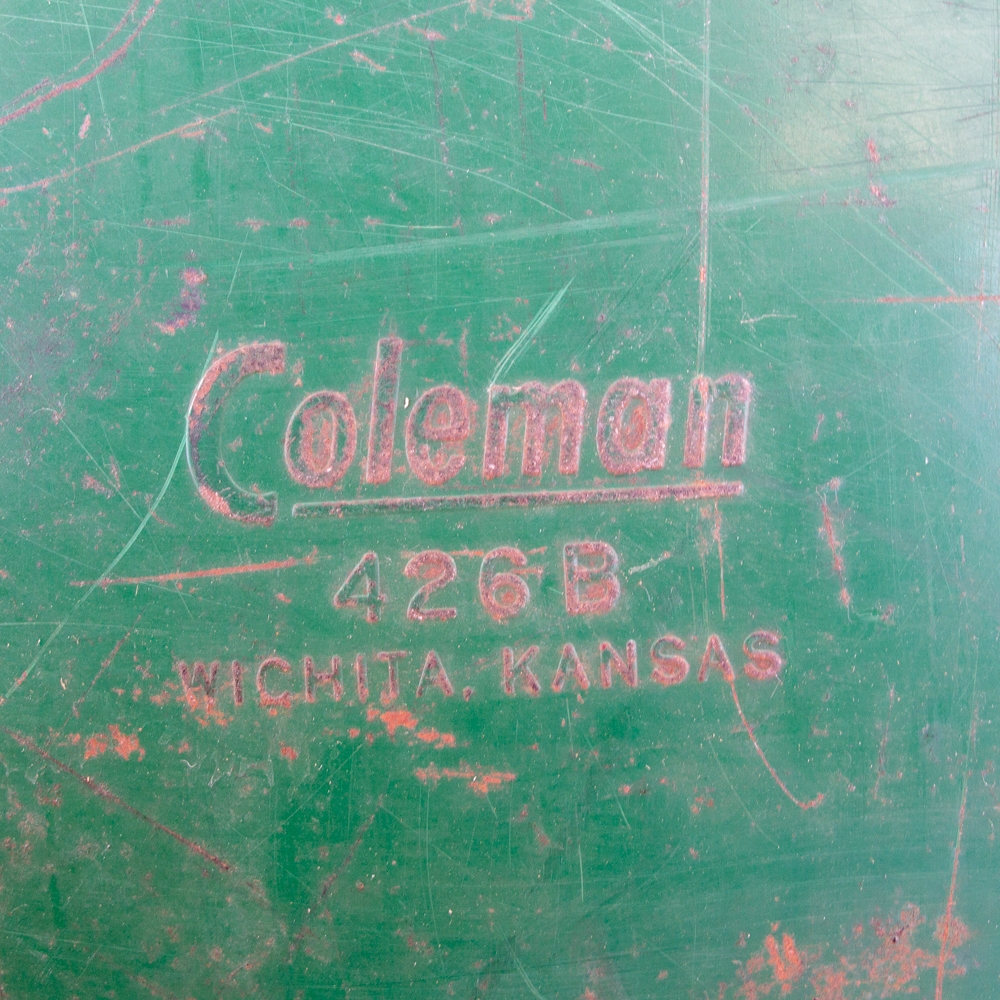 Coleman
426B
WICHITA, KANSAS